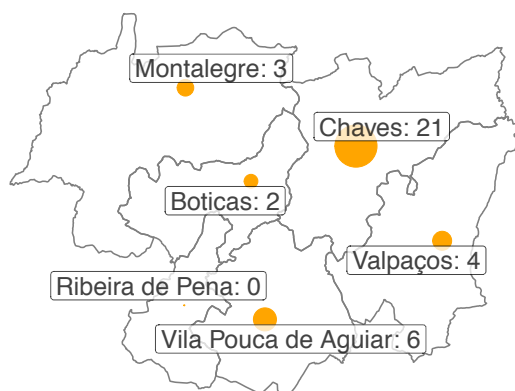 Montalegre: 3
Chaves: 21
Boticas: 2
Valpaços: 4
Ribeira de Pena: 0
Vila Pouca de Aguiar: 6